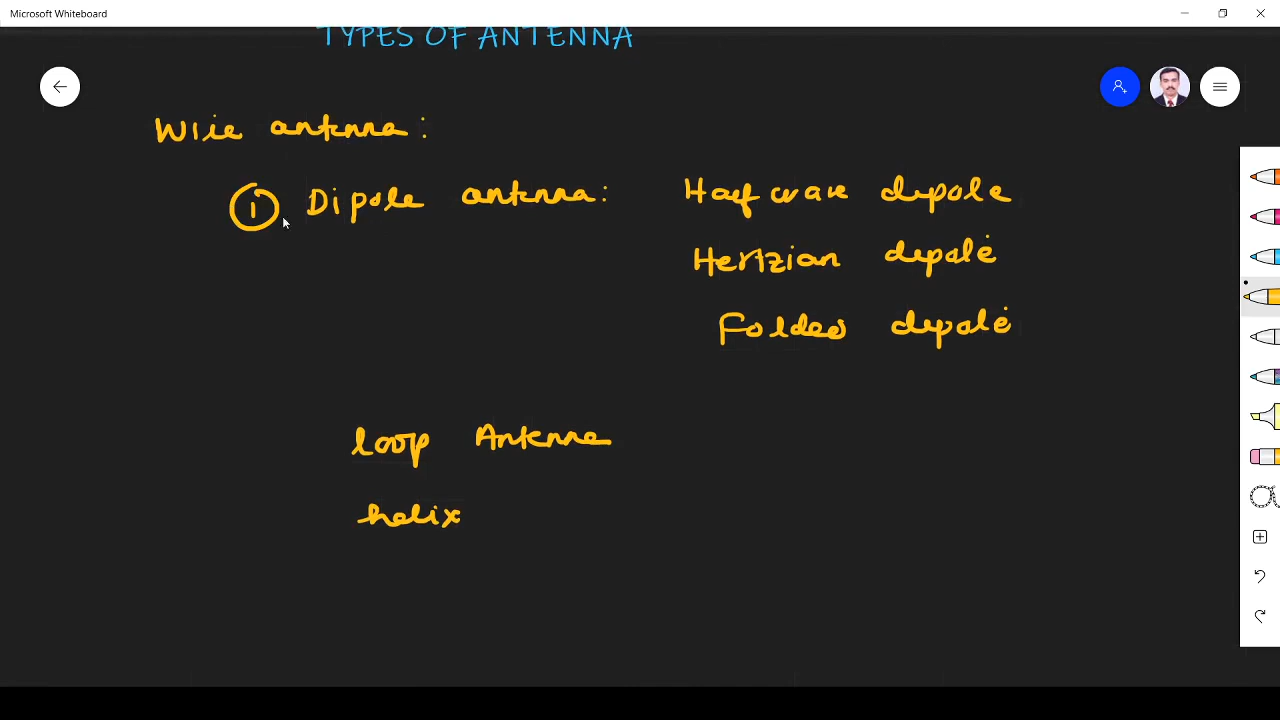 Microsoft Whiteboard
TYPES OF ANTENNA
Wire antenna:
① Dipole antenna: Half wave dipole
Hertzian dipole
Folded dipole
loop Antenna
helix